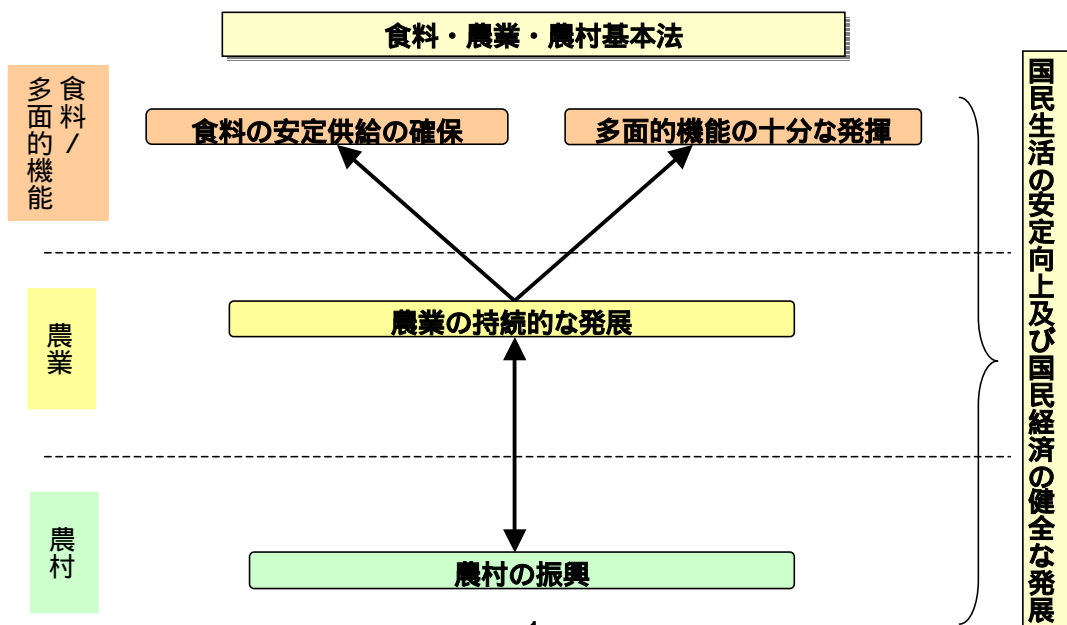 食料・農業・農村基本法
食料/
多面的機能
食料の安定供給の確保
多面的機能の十分な発揮
農業
農業の持続的な発展
農村
農村の振興
国民生活の安定向上及び国民経済の健全な発展